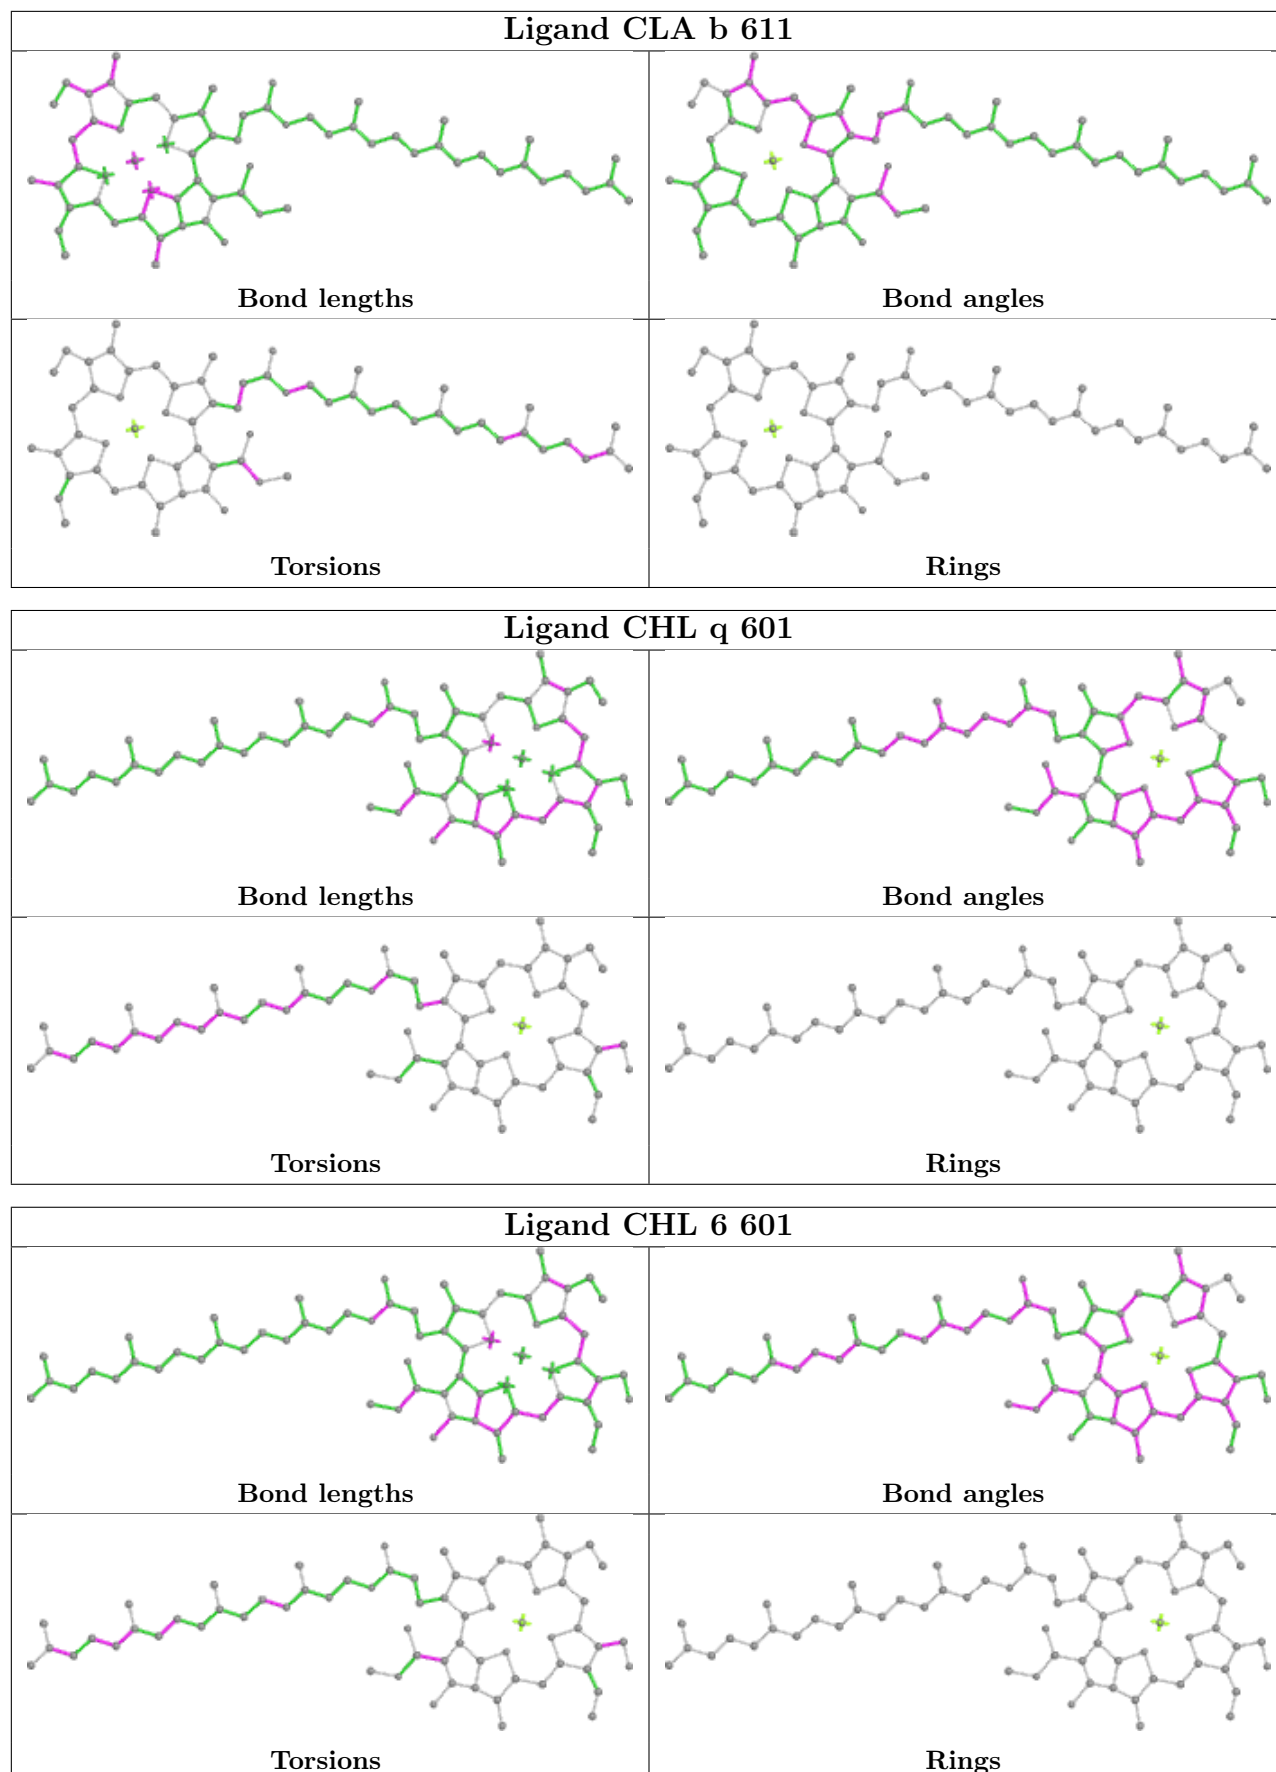 Ligand CLA b 611
Bond lengths
Bond angles
Torsions
Rings
Ligand CHL q 601
Bond lengths
Bond angles
Torsions
Rings
Ligand CHL 6 601
Bond lengths
Bond angles
Torsions
Rings